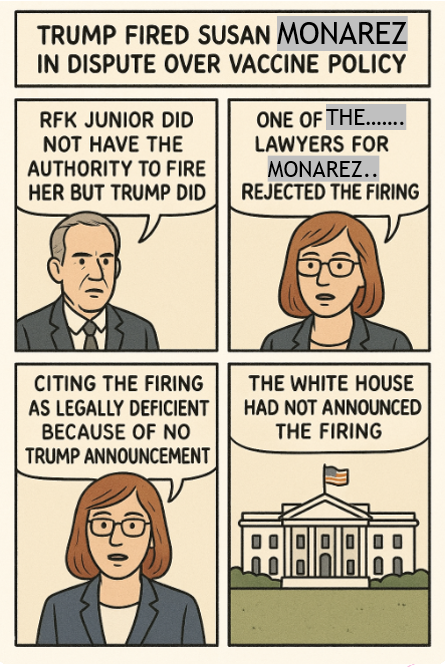 TRUMP FIRED SUSAN MONAREZ
IN DISPUTE OVER VACCINE POLICY
RFK JUNIOR DID
NOT HAVE THE
AUTHORITY TO FIRE
HER BUT TRUMP DID
ONE OF THE.......
LAWYERS FOR
MONAREZ..
REJECTED THE FIRING
CITING THE FIRING
AS LEGALLY DEFICIENT
BECAUSE OF NO
TRUMP ANNOUNCEMENT
THE WHITE HOUSE
HAD NOT ANNOUNCED
THE FIRING